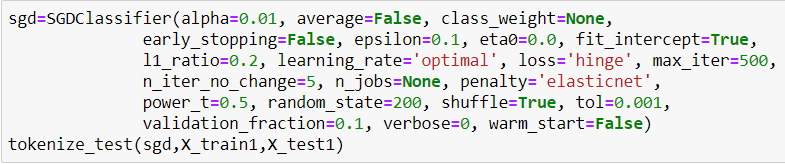 sgd=SGDClassifier(alpha=0.01, average=False, class_weight=None,
early_stopping=False, epsilon=0.1, eta0=0.0, fit_intercept=True,
l1_ratio=0.2, learning_rate='optimal', loss='hinge', max_iter=500,
n_iter_no_change=5, n_jobs=None, penalty='elasticnet',
power_t=0.5, random_state=200, shuffle=True, tol=0.001,
validation_fraction=0.1, verbose=0, warm_start=False)
tokenize_test(sgd,X_train1,X_test1)